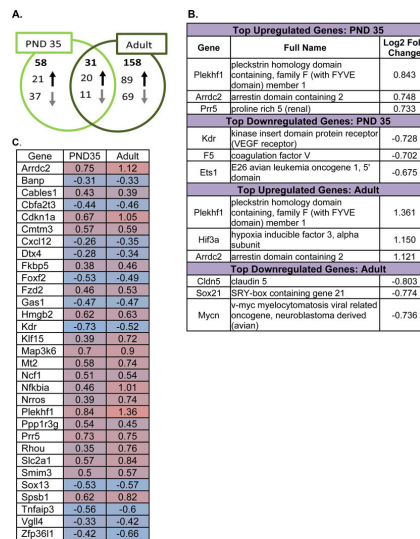 A.
PND 35
Adult
58
31
158
21
20
89
37
11
69
B.
Top Upregulated Genes: PND 35
Gene Full Name Log2 Fold Change
Plekhf1 pleckstrin homology domain containing, family F (with FYVE domain) member 1 0.843
Arrdc2 arrestin domain containing 2 0.748
Prr5 proline rich 5 (renal) 0.733
Top Downregulated Genes: PND 35
Kdr kinase insert domain protein receptor (VEGF receptor) -0.728
F5 coagulation factor V -0.702
Ets1 E26 avian leukemia oncogene 1, 5' domain -0.675
Top Upregulated Genes: Adult
Plekhf1 pleckstrin homology domain containing, family F (with FYVE domain) member 1 1.361
Hif3a hypoxia inducible factor 3, alpha subunit 1.150
Arrdc2 arrestin domain containing 2 1.121
Top Downregulated Genes: Adult
Cldn5 claudin 5 -0.803
Sox21 SRY-box containing gene 21 -0.774
Mycn v-myc myelocytomatosis viral related oncogene, neuroblastoma derived (avian) -0.736
C.
Gene PND35 Adult
Arrdc2 0.75 1.12
Banp -0.31 -0.33
Cables1 0.43 0.39
Cbfa2t3 -0.44 -0.46
Cdkn1a 0.67 1.05
Cmtm3 0.57 0.59
Cxcl12 -0.26 -0.35
Dtx4 -0.28 -0.34
Fkbp5 0.38 0.46
Foxf2 -0.53 -0.49
Fzd2 0.46 0.53
Gas1 -0.47 -0.47
Hmgb2 0.62 0.63
Kdr -0.73 -0.52
Klf15 0.39 0.72
Map3k6 0.7 0.9
Mt2 0.58 0.74
Ncf1 0.51 0.54
Nfkbia 0.46 1.01
Nrros 0.39 0.74
Plekhf1 0.84 1.36
Ppp1r3g 0.54 0.45
Prr5 0.73 0.75
Rhou 0.35 0.76
Slc2a1 0.57 0.84
Smim3 0.5 0.57
Sox13 -0.53 -0.57
Spsb1 0.62 0.82
Tnfaip3 -0.56 -0.6
Vgll4 -0.33 -0.42
Zfp36l1 -0.42 -0.66